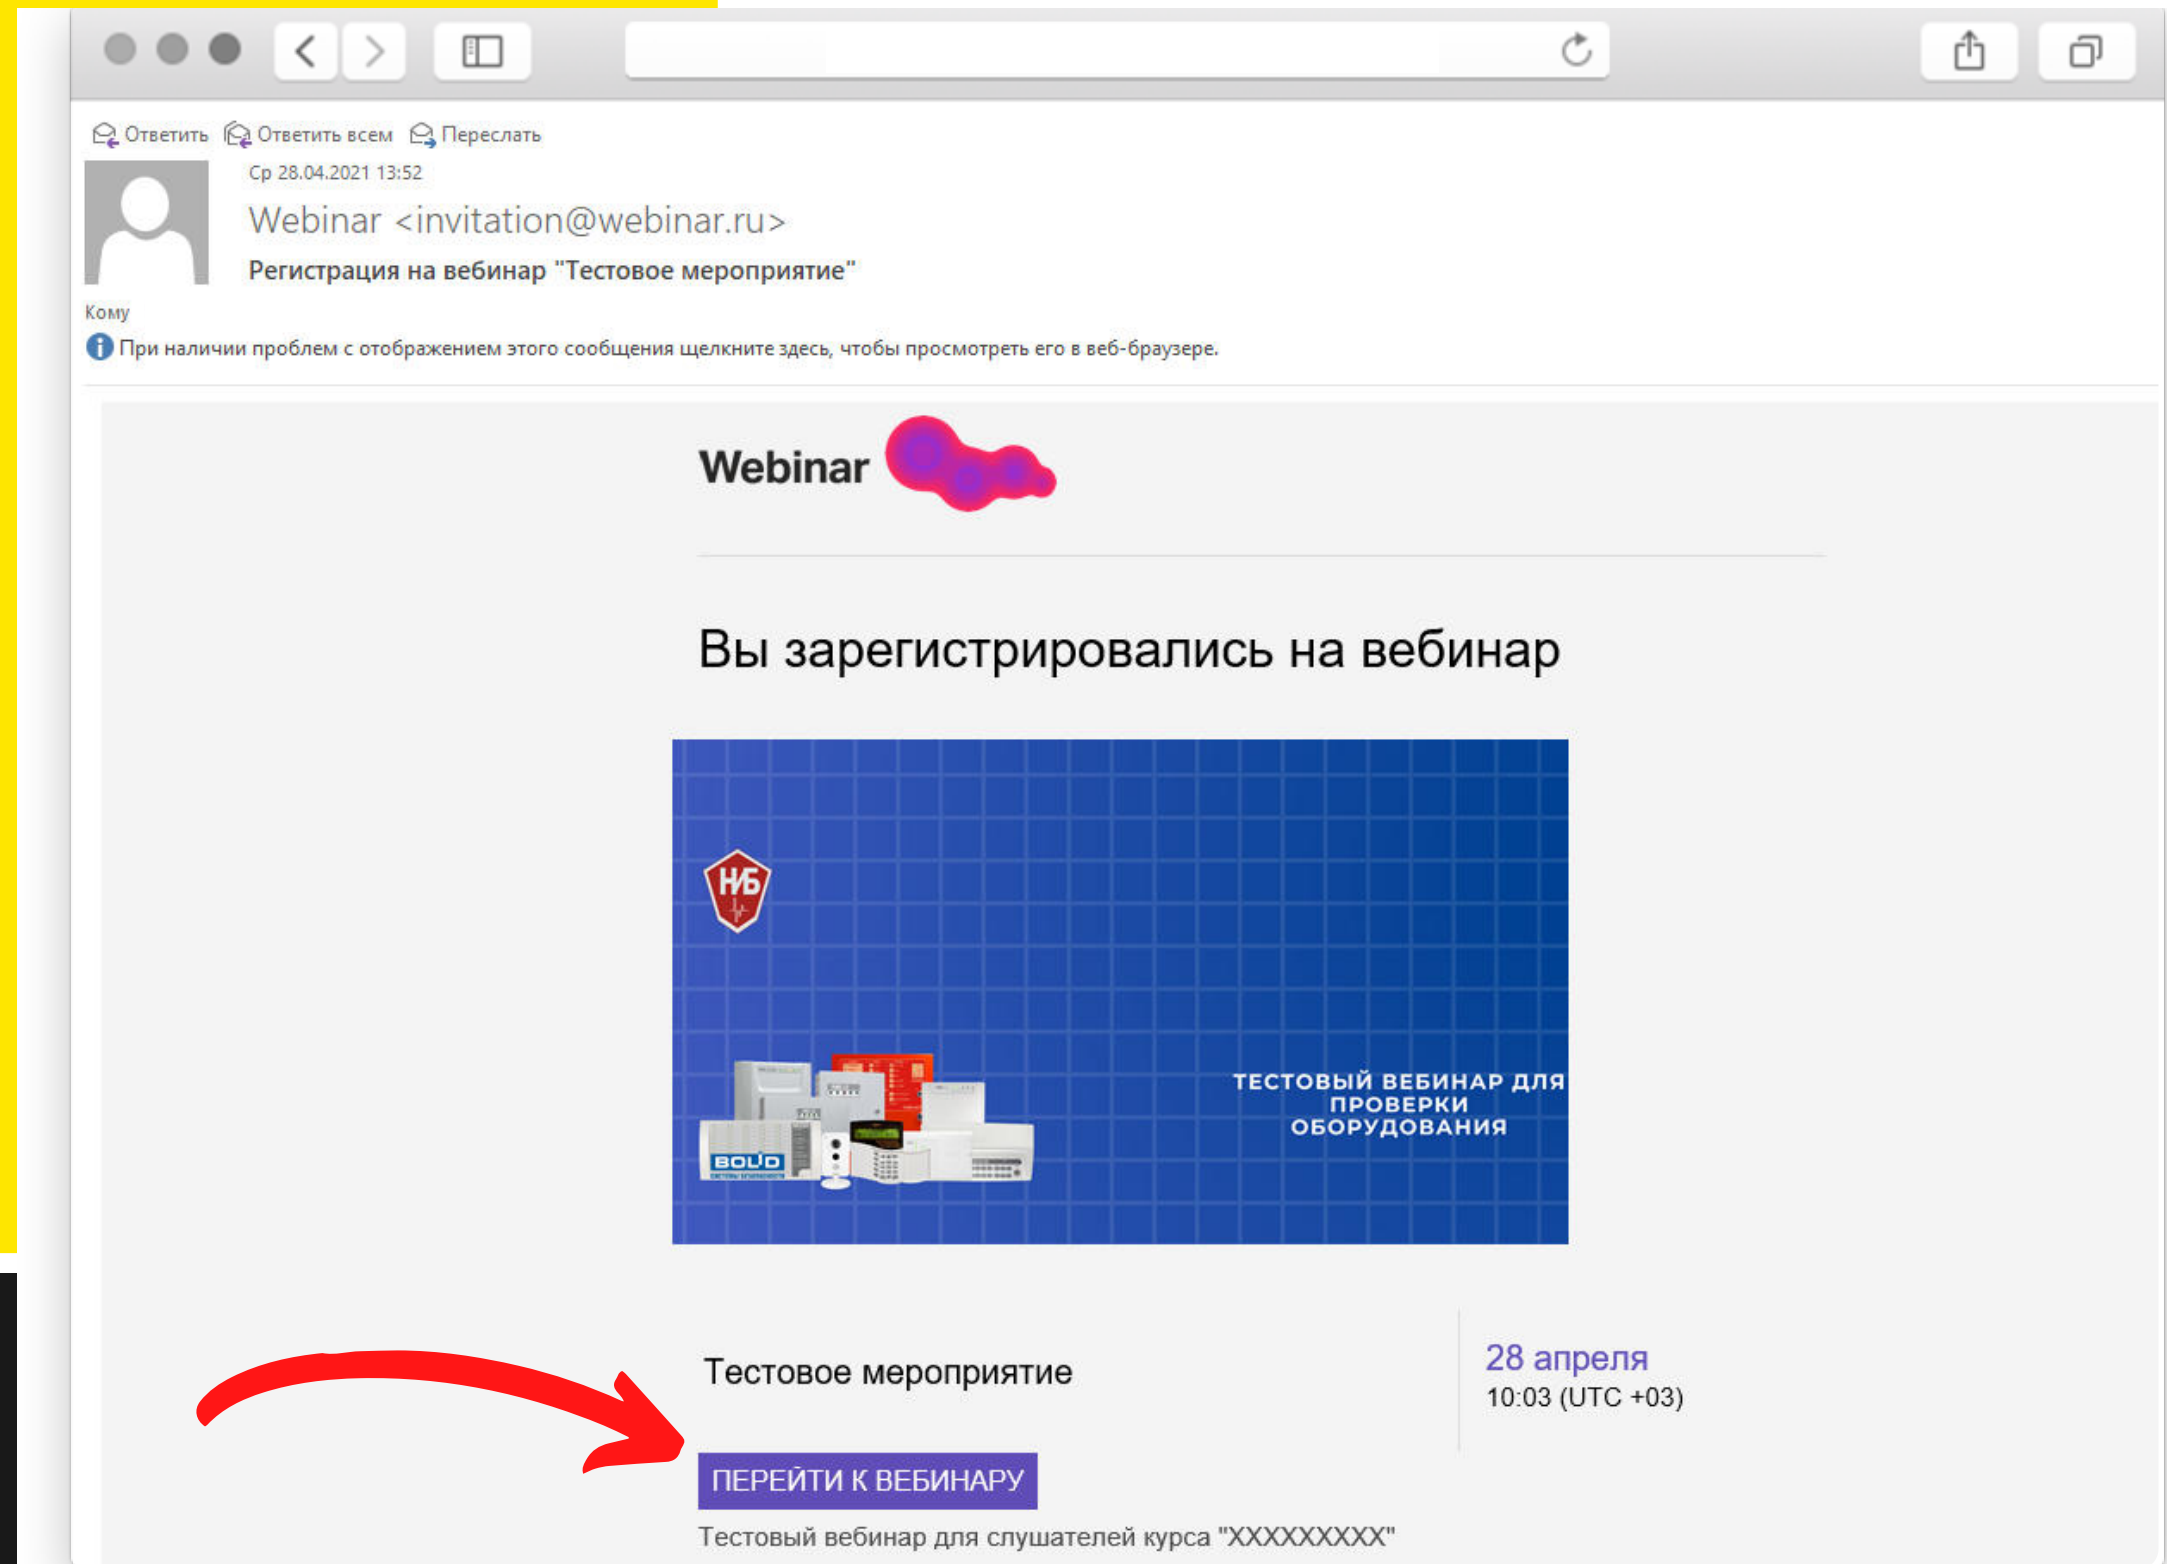 Ответить Ответить всем Переслать
Ср 28.04.2021 13:52
Webinar <invitation@webinar.ru>
Регистрация на вебинар "Тестовое мероприятие"
Кому
При наличии проблем с отображением этого сообщения щелкните здесь, чтобы просмотреть его в веб-браузере.
Webinar
Вы зарегистрировались на вебинар
НБ
ТЕСТОВЫЙ ВЕБИНАР ДЛЯ
ПРОВЕРКИ
ОБОРУДОВАНИЯ
BOLID
Тестовое мероприятие
28 апреля
10:03 (UTC +03)
ПЕРЕЙТИ К ВЕБИНАРУ
Тестовый вебинар для слушателей курса "XXXXXXXXX"